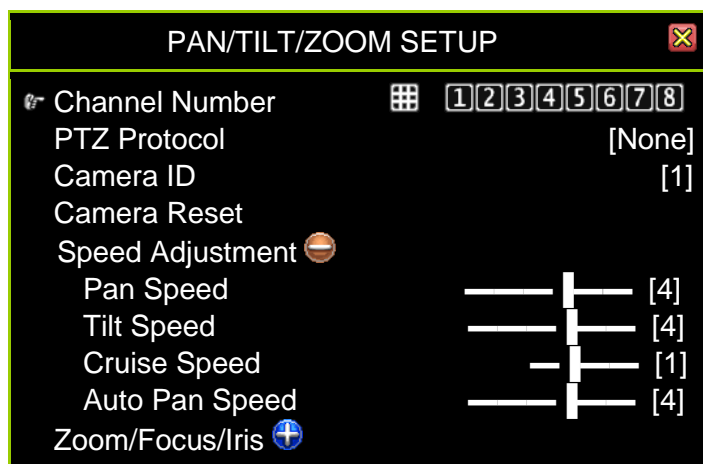 PAN/TILT/ZOOM SETUP
Channel Number 1 2 3 4 5 6 7 8
PTZ Protocol [None]
Camera ID [1]
Camera Reset
Speed Adjustment
Pan Speed [4]
Tilt Speed [4]
Cruise Speed [1]
Auto Pan Speed [4]
Zoom/Focus/Iris